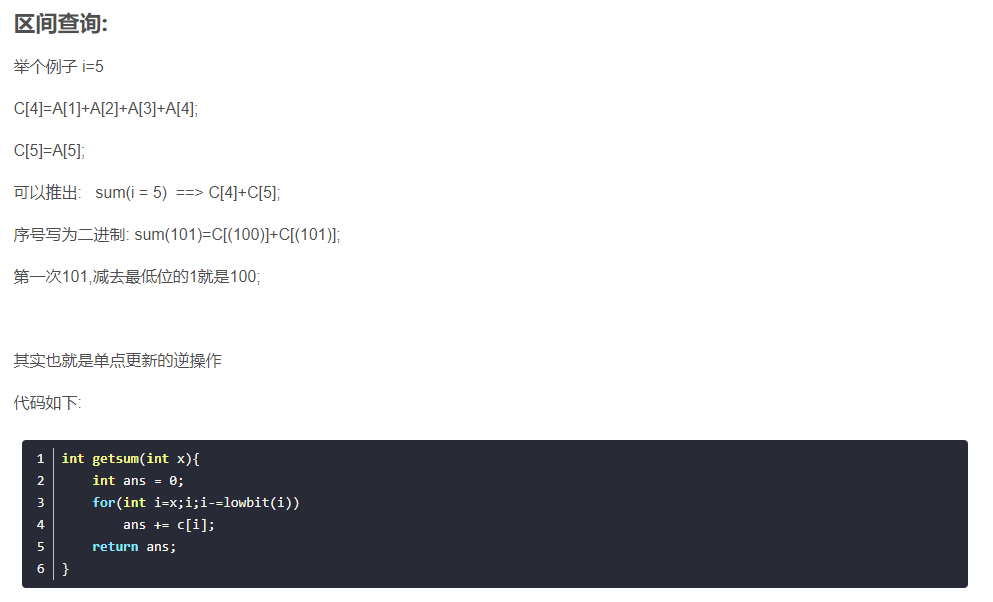 区间查询:
举个例子 i=5
C[4]=A[1]+A[2]+A[3]+A[4];
C[5]=A[5];
可以推出:   sum(i = 5)  ==> C[4]+C[5];
序号写为二进制: sum(101)=C[(100)]+C[(101)];
第一次101,减去最低位的1就是100;
其实也就是单点更新的逆操作
代码如下:
1 int getsum(int x){
2     int ans = 0;
3     for(int i=x;i;i-=lowbit(i))
4         ans += c[i];
5     return ans;
6 }